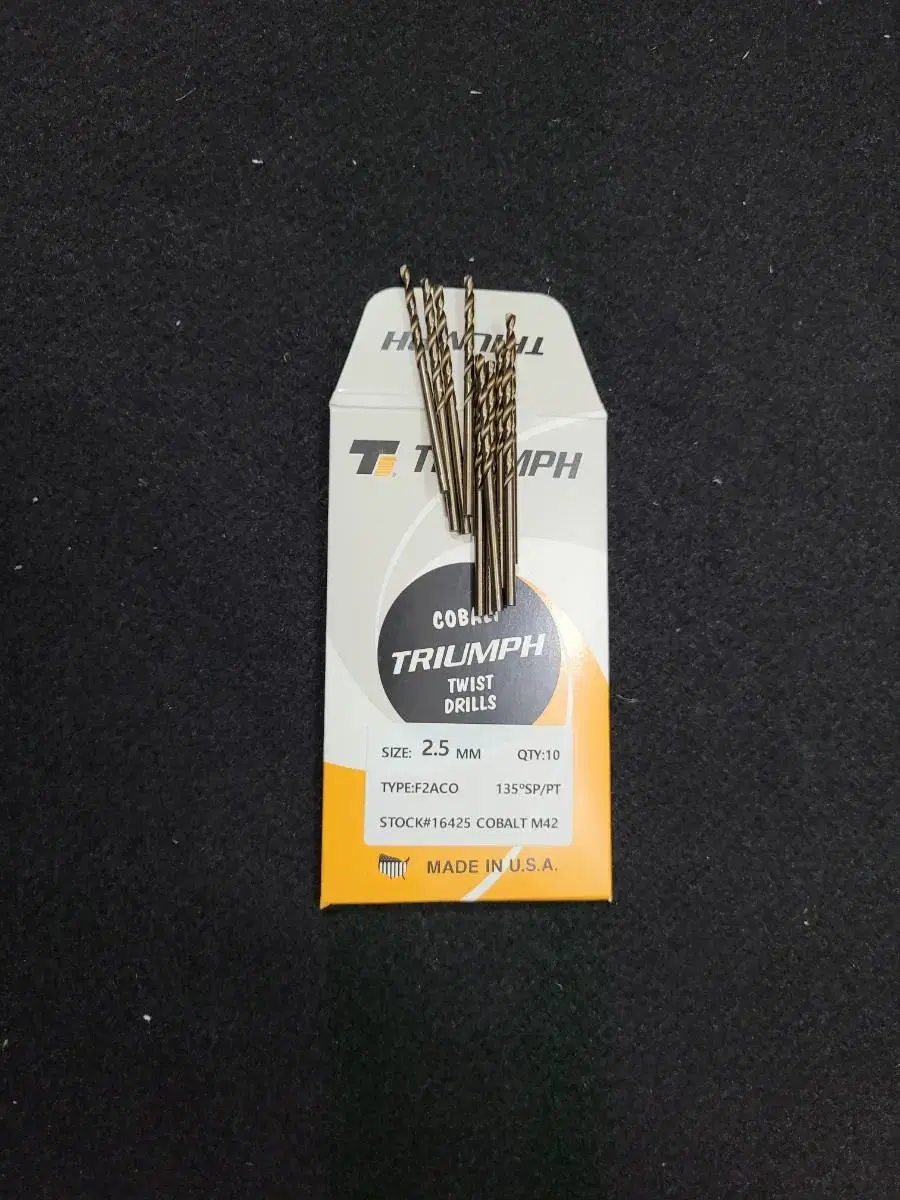 TRIUMPH
COBALT
TRIUMPH
TWIST
DRILLS
SIZE: 2.5 MM QTY:10
TYPE:F2ACO 135°SP/PT
STOCK#16425 COBALT M42
MADE IN U.S.A.